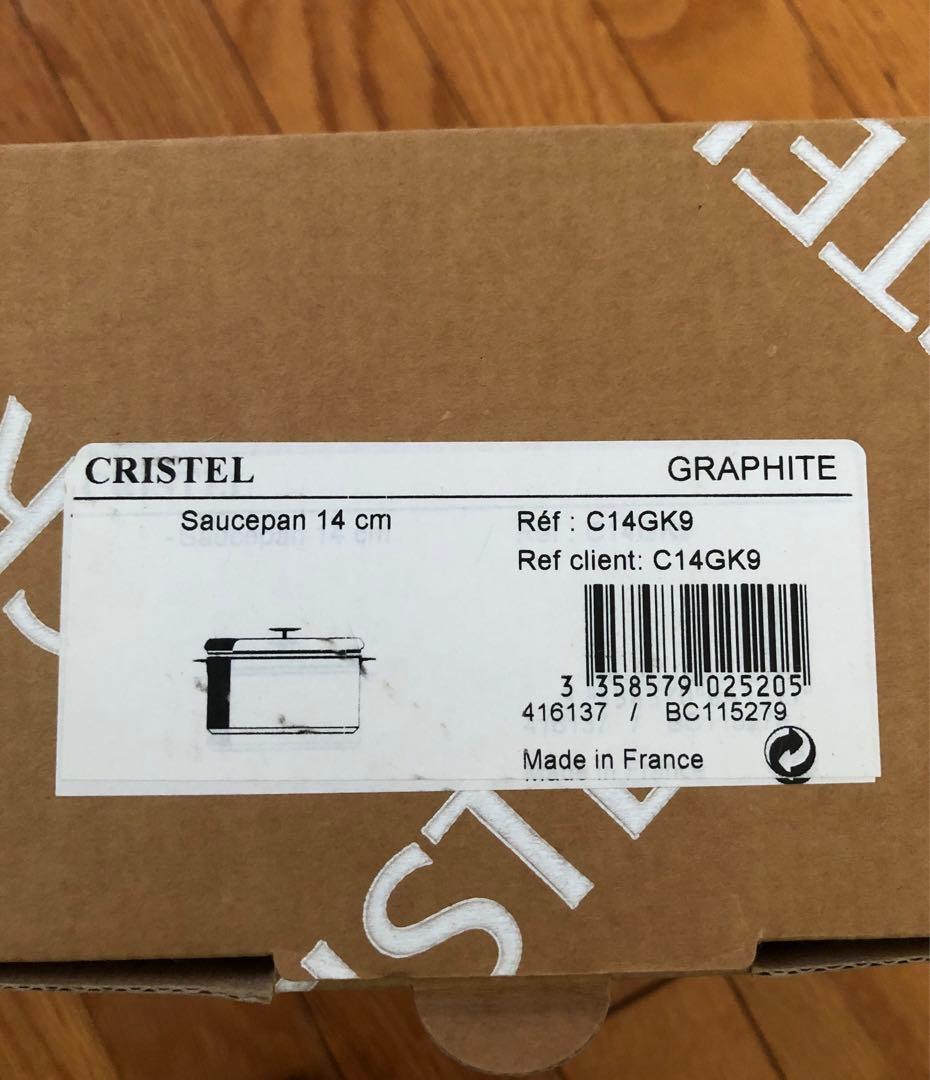 CRISTEL
GRAPHITE
Saucepan 14 cm
Réf : C14GK9
Ref client: C14GK9
3 358579 025205
416137 / BC115279
Made in France